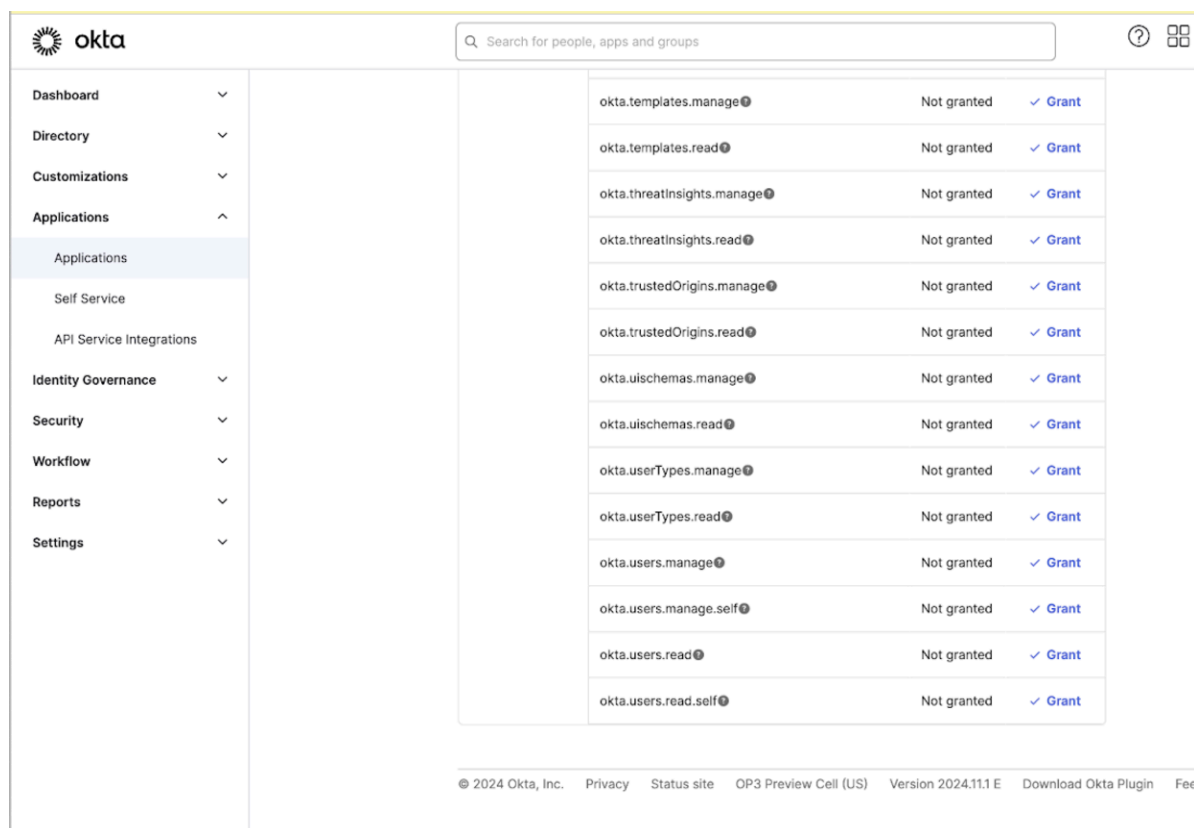 okta
Search for people, apps and groups
Dashboard
Directory
Customizations
Applications
Applications
Self Service
API Service Integrations
Identity Governance
Security
Workflow
Reports
Settings
okta.templates.manage Not granted Grant
okta.templates.read Not granted Grant
okta.threatInsights.manage Not granted Grant
okta.threatInsights.read Not granted Grant
okta.trustedOrigins.manage Not granted Grant
okta.trustedOrigins.read Not granted Grant
okta.uischemas.manage Not granted Grant
okta.uischemas.read Not granted Grant
okta.userTypes.manage Not granted Grant
okta.userTypes.read Not granted Grant
okta.users.manage Not granted Grant
okta.users.manage.self Not granted Grant
okta.users.read Not granted Grant
okta.users.read.self Not granted Grant
© 2024 Okta, Inc. Privacy Status site OP3 Preview Cell (US) Version 2024.11.1 E Download Okta Plugin Fee